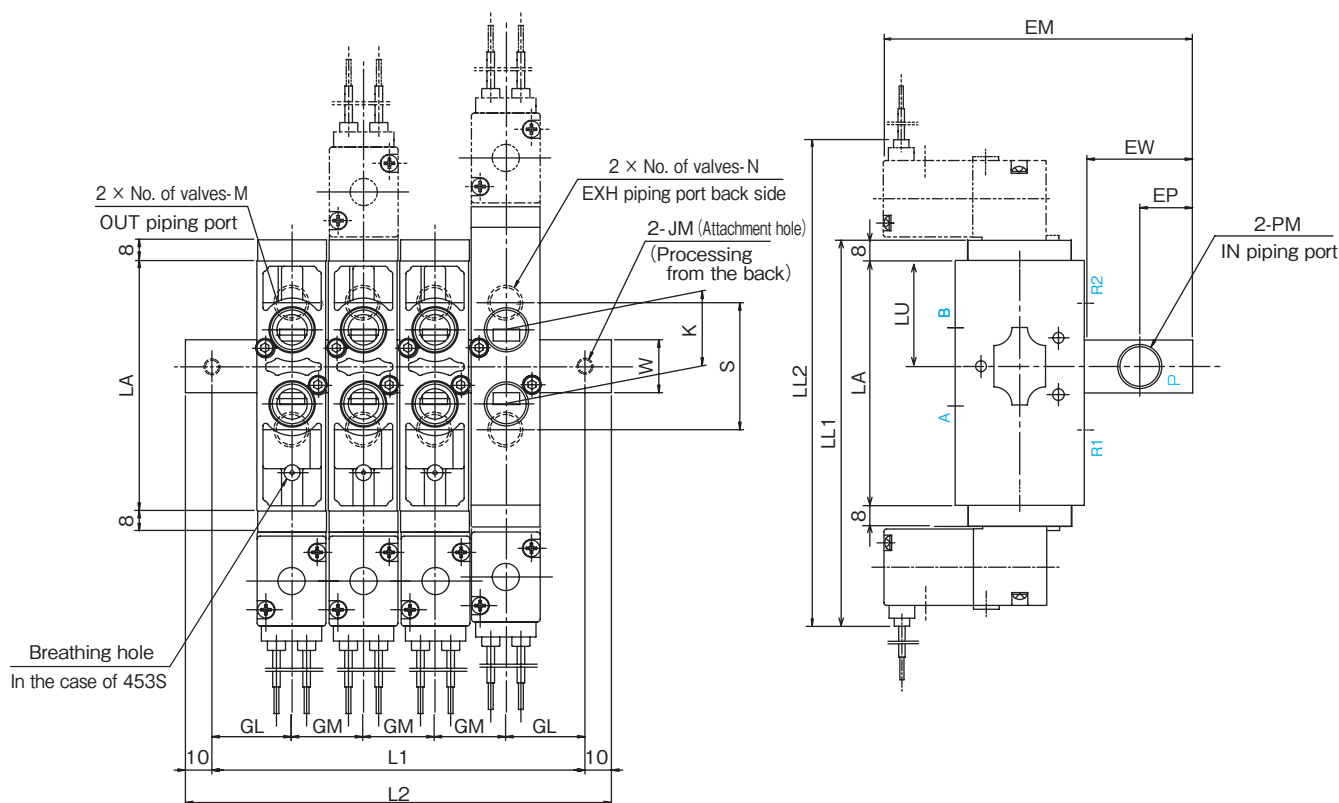 EM
2 × No. of valves-N
EXH piping port back side
2 × No. of valves-M
OUT piping port
2-JM (Attachment hole)
(Processing
from the back)
EW
EP
2-PM
IN piping port
8
8
LU
R2
B
K
S
W
LA
LL2
LL1
LA
P
A
R1
8
8
Breathing hole
In the case of 453S
GL
GM
GM
GM
GL
10
L1
10
L2